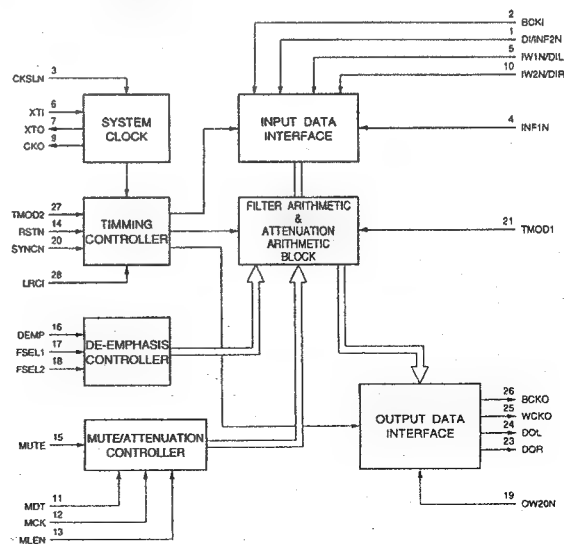 2 BCKI
1 DI/INF2N
5 IW1N/DIL
10 IW2N/DIR
CKSLN 3
XTI 6
XTO 7
CKO 9
SYSTEM
CLOCK
INPUT DATA
INTERFACE
4 INF1N
TMOD2 27
RSTN 14
SYNCN 20
LRCI 28
TIMMING
CONTROLLER
FILTER ARITHMETIC
&
ATTENUATION
ARITHMETIC
BLOCK
21 TMOD1
DEMP 16
FSEL1 17
FSEL2 18
DE-EMPHASIS
CONTROLLER
MUTE 15
MUTE/ATTENUATION
CONTROLLER
OUTPUT DATA
INTERFACE
26 BCKO
25 WCKO
24 DOL
23 DOR
19 OW20N
MDT 11
MCK 12
MLEN 13